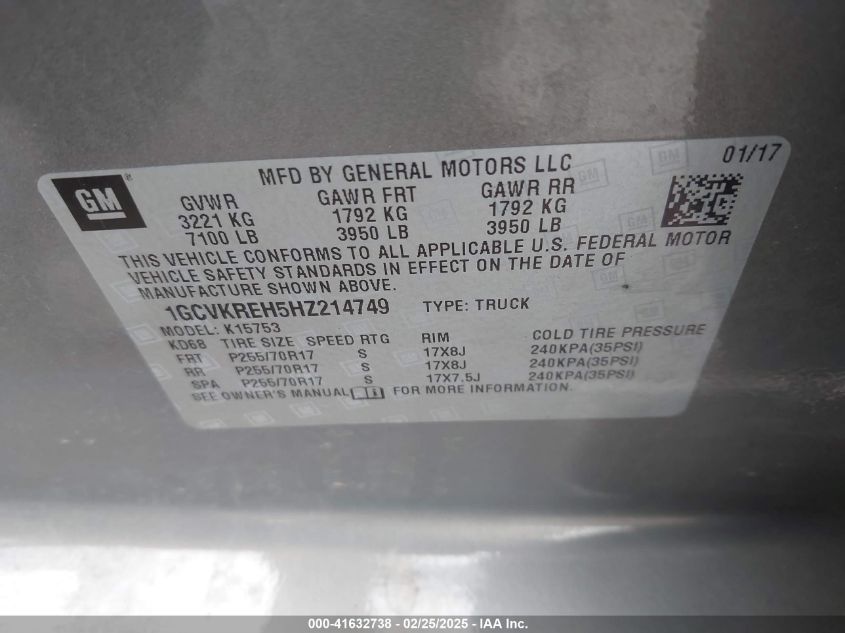 GM
MFD BY GENERAL MOTORS LLC
01/17
GVWR GAWR FRT GAWR RR
3221 KG 1792 KG 1792 KG
7100 LB 3950 LB 3950 LB
THIS VEHICLE CONFORMS TO ALL APPLICABLE U.S. FEDERAL MOTOR
VEHICLE SAFETY STANDARDS IN EFFECT ON THE DATE OF
MANUFACTURE SHOWN ABOVE.
1GCVKREH5HZ214749 TYPE: TRUCK
MODEL: K15753
KD68 TIRE SIZE SPEED RTG RIM COLD TIRE PRESSURE
FRT P255/70R17 S 17X8J 240KPA(35PSI)
RR P255/70R17 S 17X8J 240KPA(35PSI)
SPA P255/70R17 S 17X7.5J 240KPA(35PSI)
SEE OWNER'S MANUAL FOR MORE INFORMATION.
000-41632738 - 02/25/2025 - IAA Inc.